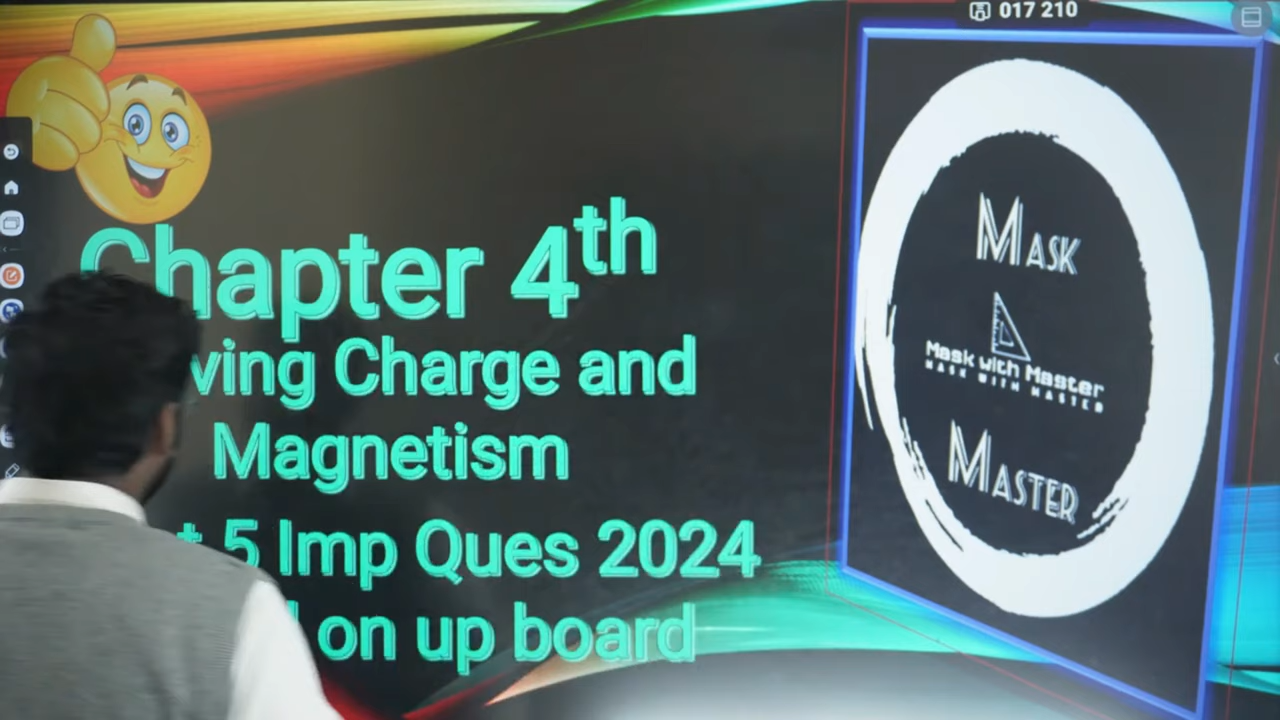 017 210
Chapter 4th
ving Charge and
Magnetism
5 Imp Ques 2024
on up board
Mask
Mask with Master
MASK WITH MASTER
Master